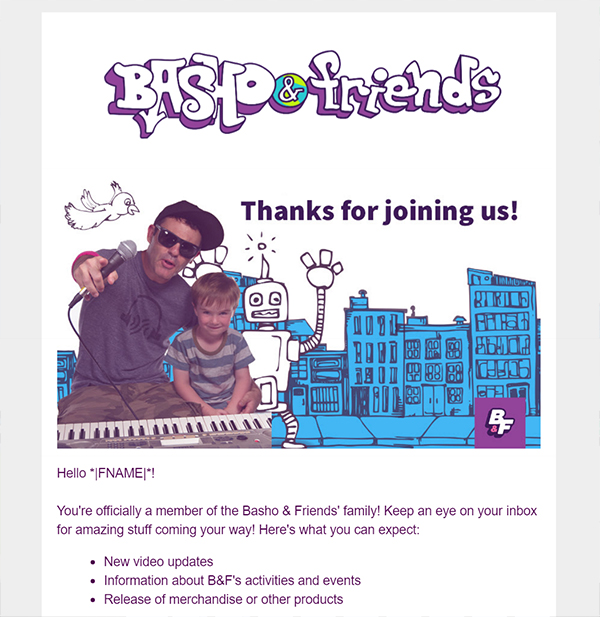 BASHO & friends
Thanks for joining us!
B&F
Hello *|FNAME|*!
You're officially a member of the Basho & Friends' family! Keep an eye on your inbox
for amazing stuff coming your way! Here's what you can expect:
• New video updates
• Information about B&F's activities and events
• Release of merchandise or other products